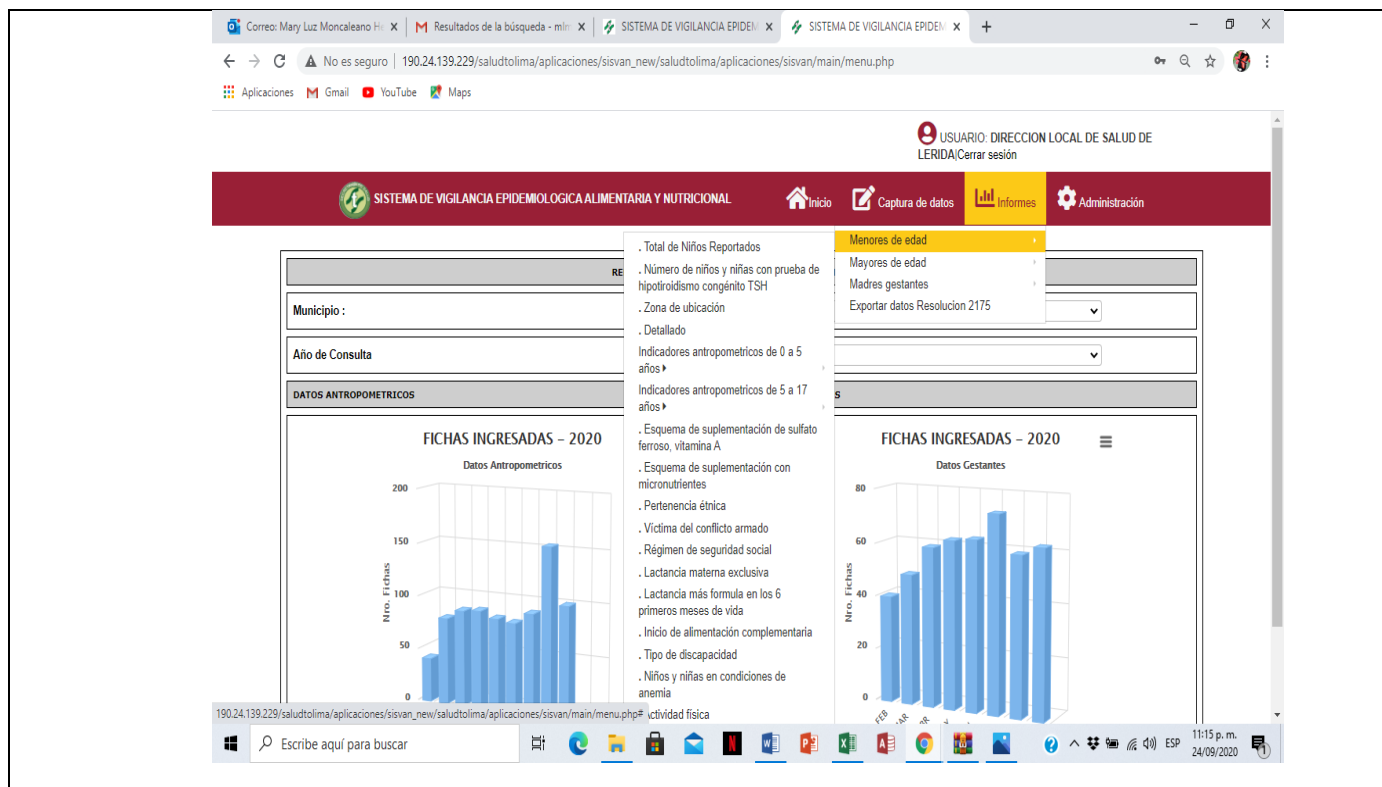 Correo: Mary Luz Moncaleano He
Resultados de la búsqueda - mlm
SISTEMA DE VIGILANCIA EPIDEM
SISTEMA DE VIGILANCIA EPIDEM
No es seguro | 190.24.139.229/saludtolima/aplicaciones/sisvan_new/saludtolima/aplicaciones/sisvan/main/menu.php
Aplicaciones Gmail YouTube Maps
USUARIO: DIRECCION LOCAL DE SALUD DE
LERIDA|Cerrar sesión
SISTEMA DE VIGILANCIA EPIDEMIOLOGICA ALIMENTARIA Y NUTRICIONAL
Inicio Captura de datos Informes Administración
Menores de edad
Mayores de edad
Madres gestantes
Exportar datos Resolucion 2175
. Total de Niños Reportados
. Número de niños y niñas con prueba de
hipotiroidismo congénito TSH
. Zona de ubicación
. Detallado
Indicadores antropometricos de 0 a 5
años
Indicadores antropometricos de 5 a 17
años
. Esquema de suplementación de sulfato
ferroso, vitamina A
. Esquema de suplementación con
micronutrientes
. Pertenencia étnica
. Víctima del conflicto armado
. Régimen de seguridad social
. Lactancia materna exclusiva
. Lactancia más formula en los 6
primeros meses de vida
. Inicio de alimentación complementaria
. Tipo de discapacidad
. Niños y niñas en condiciones de
anemia
ctividad física
RE
Municipio :
Año de Consulta
DATOS ANTROPOMETRICOS
S
FICHAS INGRESADAS – 2020
Datos Antropometricos
Nro. Fichas
200
150
100
50
0
FICHAS INGRESADAS – 2020
Datos Gestantes
Nro. Fichas
80
60
40
20
0
FEB
190.24.139.229/saludtolima/aplicaciones/sisvan_new/saludtolima/aplicaciones/sisvan/main/menu.php#
Escribe aquí para buscar
ESP
11:15 p. m.
24/09/2020